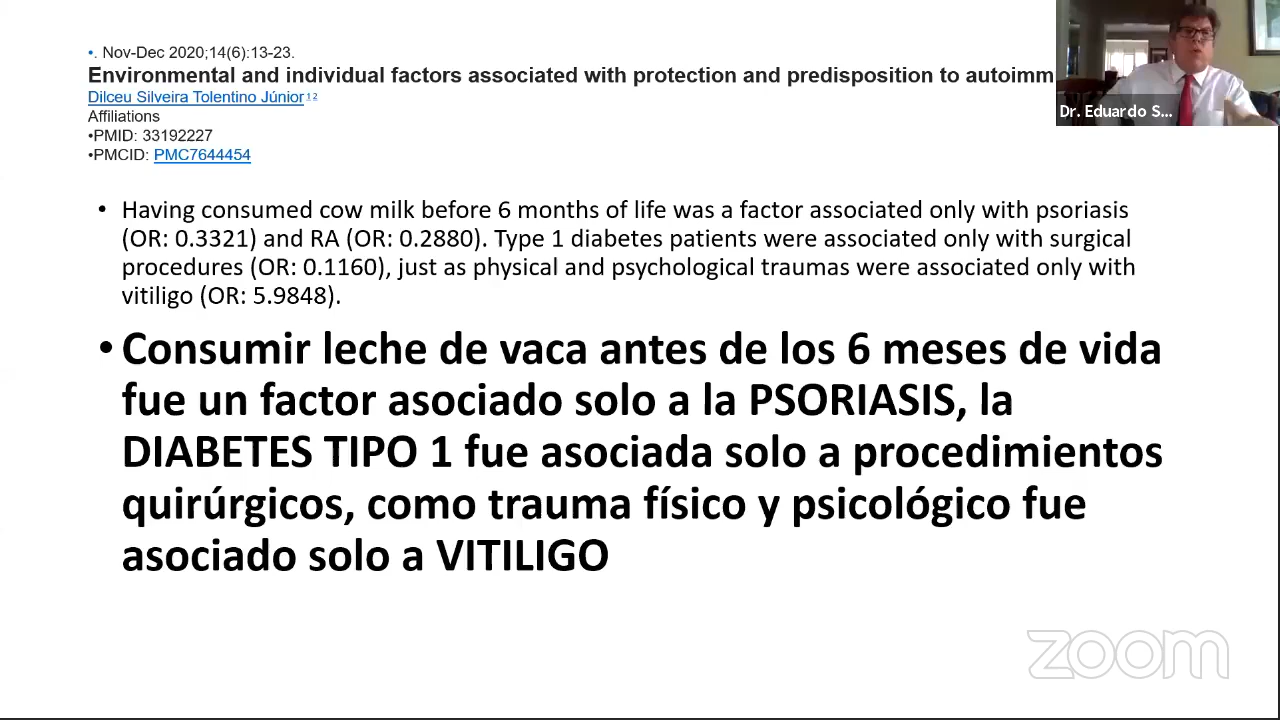 •. Nov-Dec 2020;14(6):13-23.
Environmental and individual factors associated with protection and predisposition to autoimm
Dilceu Silveira Tolentino Júnior 1 2
Affiliations
•PMID: 33192227
•PMCID: PMC7644454
Dr. Eduardo S...
• Having consumed cow milk before 6 months of life was a factor associated only with psoriasis
(OR: 0.3321) and RA (OR: 0.2880). Type 1 diabetes patients were associated only with surgical
procedures (OR: 0.1160), just as physical and psychological traumas were associated only with
vitiligo (OR: 5.9848).
• Consumir leche de vaca antes de los 6 meses de vida
fue un factor asociado solo a la PSORIASIS, la
DIABETES TIPO 1 fue asociada solo a procedimientos
quirúrgicos, como trauma físico y psicológico fue
asociado solo a VITILIGO
zoom